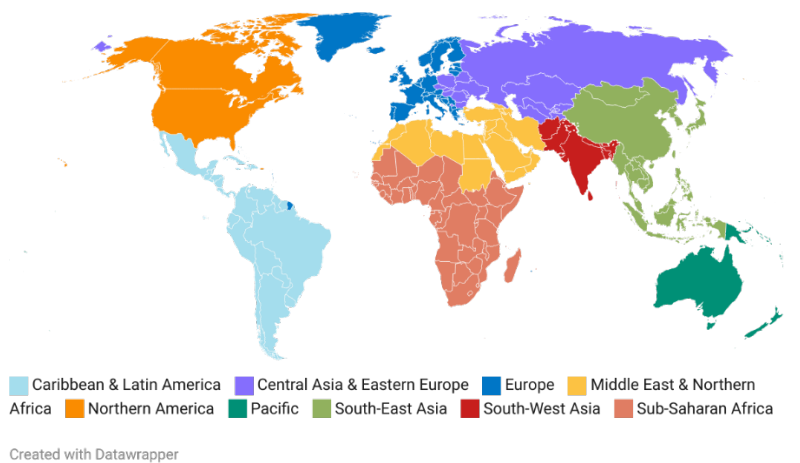 Caribbean & Latin America Central Asia & Eastern Europe Europe Middle East & Northern
Africa Northern America Pacific South-East Asia South-West Asia Sub-Saharan Africa
Created with Datawrapper